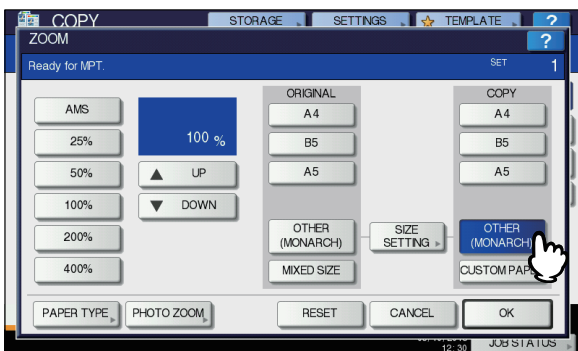 COPY STORAGE SETTINGS TEMPLATE ?
ZOOM ?
Ready for MPT. SET 1
ORIGINAL COPY
AMS A4 A4
100 %
25% B5 B5
50% UP A5 A5
100% DOWN
200% OTHER (MONARCH) SIZE SETTING OTHER (MONARCH)
400% MIXED SIZE
PAPER TYPE PHOTO ZOOM RESET CANCEL OK
12:30 JOB STATUS